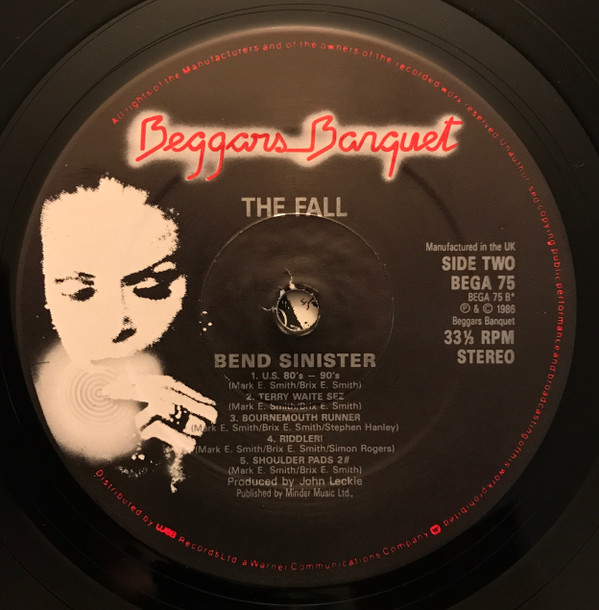 All rights of the Manufacturers and of the owners of the recorded work reserved. Unauthorised copying public performance and broadcasting of this work prohibited
Beggars Banquet
THE FALL
Manufactured in the UK
SIDE TWO
BEGA 75
BEGA 75 B*
℗ & © 1986
Beggars Banquet
33⅓ RPM
STEREO
BEND SINISTER
1. U.S. 80's – 90's
(Mark E. Smith/Brix E. Smith)
2. TERRY WAITE SEZ
(Mark E. Smith/Brix E. Smith)
3. BOURNEMOUTH RUNNER
(Mark E. Smith/Brix E. Smith/Stephen Hanley)
4. RIDDLER!
(Mark E. Smith/Brix E. Smith/Simon Rogers)
5. SHOULDER PADS 2#
(Mark E. Smith/Brix E. Smith)
Produced by John Leckie
Published by Minder Music Ltd.,
Distributed by wea Records Ltd. a Warner Communications Company